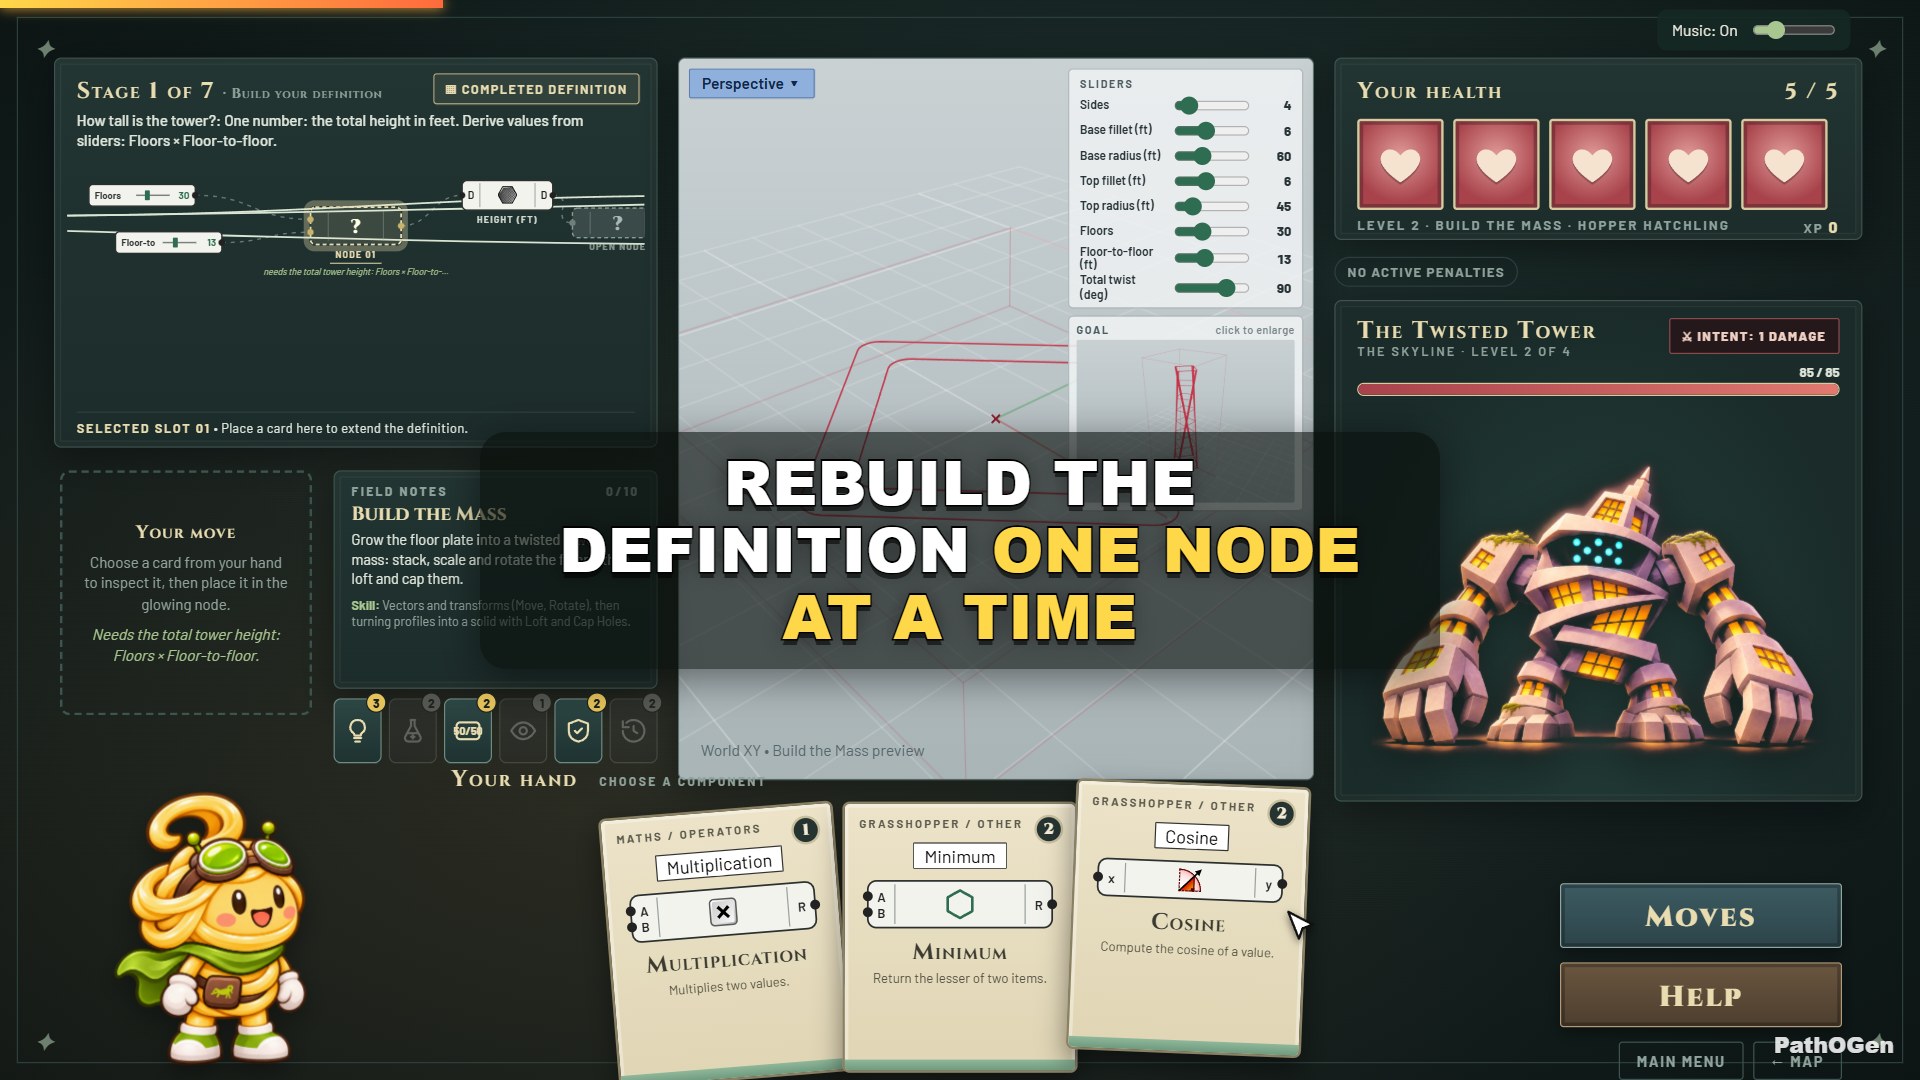 Music: On
STAGE 1 OF 7 · BUILD YOUR DEFINITION
COMPLETED DEFINITION
How tall is the tower?: One number: the total height in feet. Derive values from
sliders: Floors × Floor-to-floor.
Floors 30
Floor-to 13
?
NODE 01
needs the total tower height: Floors × Floor-to-...
D D
HEIGHT (FT)
?
OPEN NODE
SELECTED SLOT 01 • Place a card here to extend the definition.
Perspective ▼
SLIDERS
Sides 4
Base fillet (ft) 6
Base radius (ft) 60
Top fillet (ft) 6
Top radius (ft) 45
Floors 30
Floor-to-floor
(ft) 13
Total twist
(deg) 90
GOAL click to enlarge
YOUR HEALTH 5 / 5
LEVEL 2 · BUILD THE MASS · HOPPER HATCHLING
XP 0
NO ACTIVE PENALTIES
THE TWISTED TOWER
THE SKYLINE · LEVEL 2 OF 4
INTENT: 1 DAMAGE
85 / 85
YOUR MOVE
Choose a card from your hand
to inspect it, then place it in the
glowing node.
Needs the total tower height:
Floors × Floor-to-floor.
FIELD NOTES 0/10
BUILD THE MASS
Grow the floor plate into a twisted
mass: stack, scale and rotate the
loft and cap them.
Skill: Vectors and transforms (Move, Rotate), then
turning profiles into a solid with Loft and Cap Holes.
REBUILD THE
DEFINITION ONE NODE
AT A TIME
3 2 2 1 2 2
50/50
World XY • Build the Mass preview
YOUR HAND CHOOSE A COMPONENT
MATHS / OPERATORS 1
Multiplication
A
B
R
MULTIPLICATION
Multiplies two values.
GRASSHOPPER / OTHER 2
Minimum
A
B
R
MINIMUM
Return the lesser of two items.
GRASSHOPPER / OTHER 2
Cosine
x y
COSINE
Compute the cosine of a value.
MOVES
HELP
MAIN MENU
← MAP
PathOGen